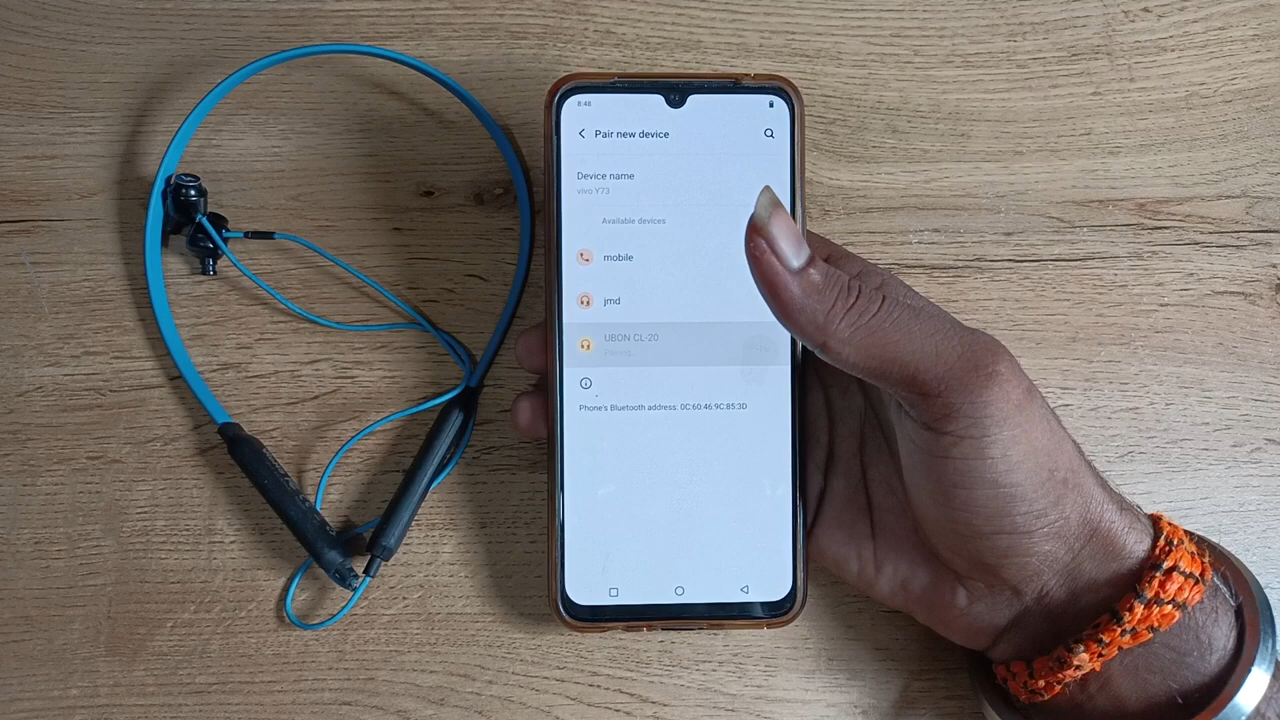 8:48
Pair new device
Device name
vivo Y73
Available devices
mobile
jmd
UBON CL-20
Pairing...
Phone's Bluetooth address: 0C:60:46:9C:85:3D